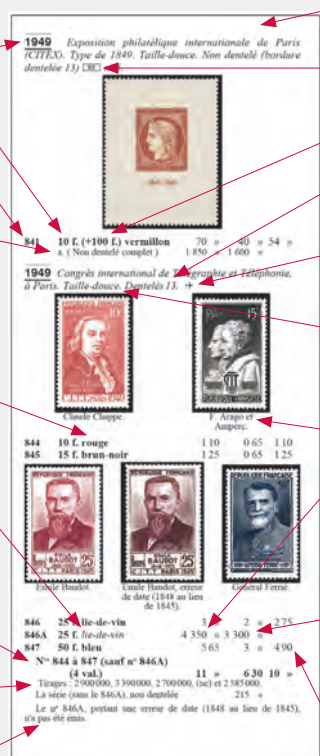 1949 Exposition philatélique internationale de Paris
(CITEX). Type de 1849. Taille-douce. Non dentelé (bordure
dentelée 13)
841 10 f. (+100 f.) vermillon 70 » 40 » 54 »
a. (Non dentelé complet) 1 850 » 1 600 »
1949 Congrès international de Télégraphie et Téléphonie,
à Paris. Taille-douce. Dentelés 13.
10F
15F
Claude Chappe.
F. Arago et
Ampère.
844 10 f. rouge 1 10 0 65 1 10
845 15 f. brun-noir 1 25 0 65 1 25
25
25
Émile Baudot.
Émile Baudot, erreur
de date (1848 au lieu
de 1845).
Général Ferrié.
846 25 f. lie-de-vin 3 » 2 » 2 75
846A 25 f. lie-de-vin 4 350 » 3 300 »
847 50 f. bleu 5 65 3 » 4 90
Nos 844 à 847 (sauf n° 846A)
(4 val.) 11 » 6 30 10 »
Tirages : 2 900 000, 3 390 000, 2 700 000, (nc) et 2 585 000.
La série (sans le 846A), non dentelée 215 »
Le n° 846A, portant une erreur de date (1848 au lieu de 1845),
n'a pas été émis.